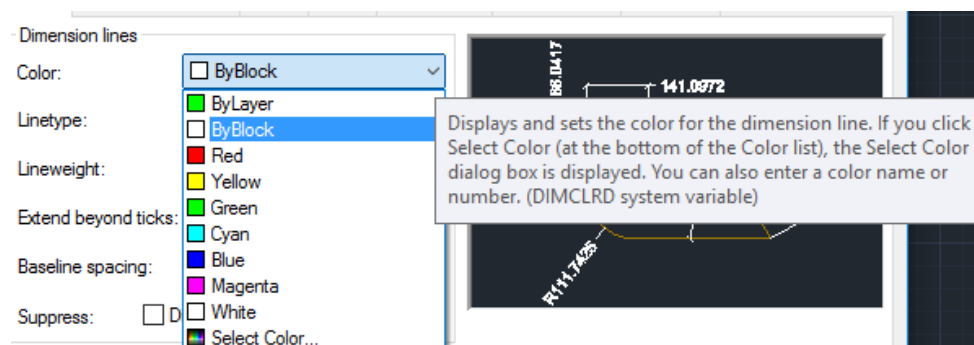 Dimension lines
Color:
ByBlock
ByLayer
ByBlock
Red
Yellow
Green
Cyan
Blue
Magenta
White
Select Color...
Linetype:
Lineweight:
Extend beyond ticks:
Baseline spacing:
Suppress:
D
141.0972
R111.7425
Displays and sets the color for the dimension line. If you click
Select Color (at the bottom of the Color list), the Select Color
dialog box is displayed. You can also enter a color name or
number. (DIMCLRD system variable)